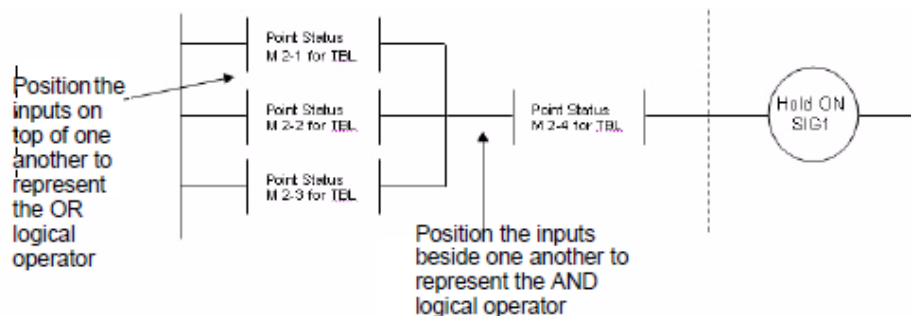 Point Status
M 2-1 for TBL
Position the
inputs on
top of one
another to
represent
the OR
logical
operator
Point Status
M 2-2 for TBL
Point Status
M 2-3 for TBL
Point Status
M 2-4 for TBL
Hold ON
SIG1
Position the inputs
beside one another to
represent the AND
logical operator